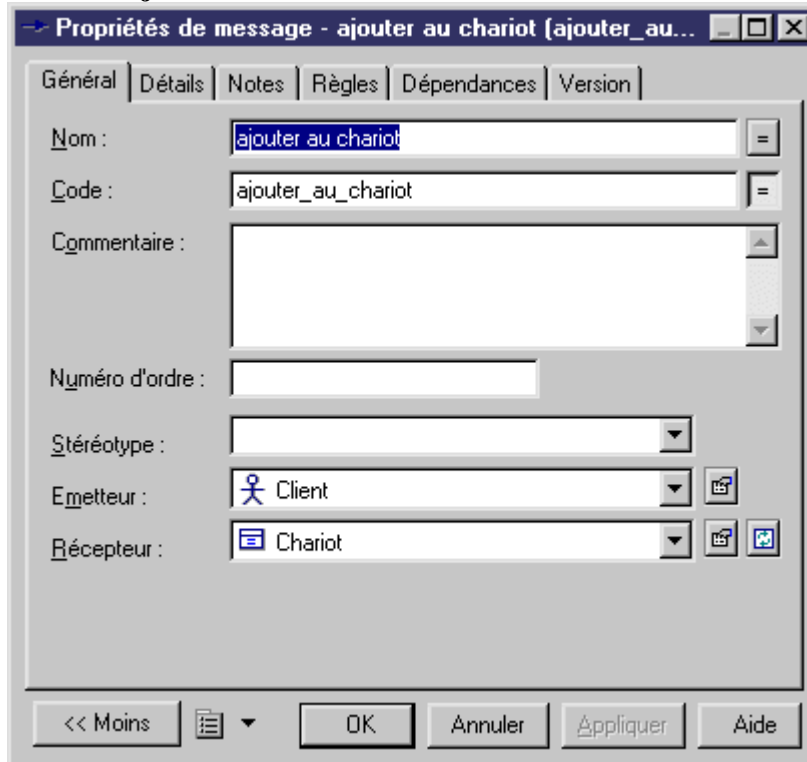 Propriétés de message - ajouter au chariot (ajouter_au...
Général Détails Notes Règles Dépendances Version
Nom : ajouter au chariot =
Code : ajouter_au_chariot =
Commentaire :
Numéro d'ordre :
Stéréotype :
Emetteur : Client
Récepteur : Chariot
<< Moins OK Annuler Appliquer Aide